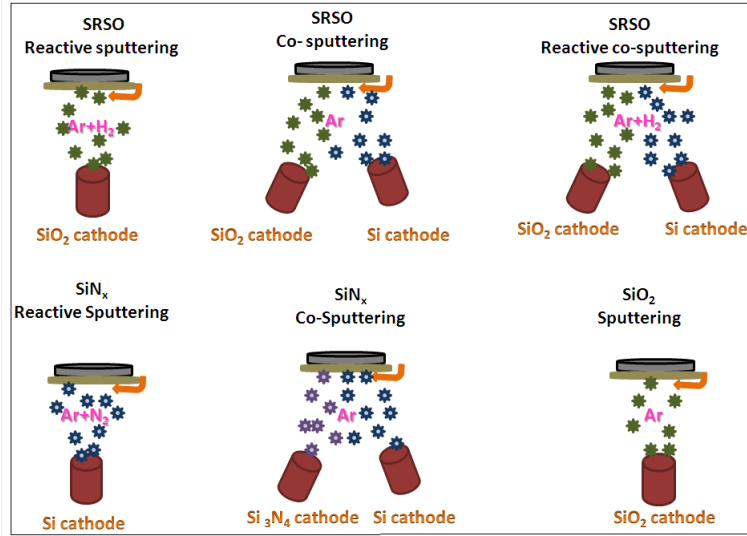 SRSO
Reactive sputtering
Ar+H₂
SiO₂ cathode
SRSO
Co- sputtering
Ar
SiO₂ cathode
Si cathode
SRSO
Reactive co-sputtering
Ar+H₂
SiO₂ cathode
Si cathode
SiNₓ
Reactive Sputtering
Ar+N₂
Si cathode
SiNₓ
Co-Sputtering
Ar
Si ₃N₄ cathode
Si cathode
SiO₂
Sputtering
Ar
SiO₂ cathode